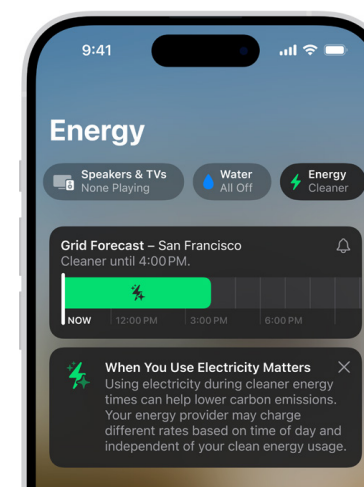 9:41
Energy
Speakers & TVs
None Playing
Water
All Off
Energy
Cleaner
Grid Forecast – San Francisco
Cleaner until 4:00 PM.
NOW
12:00 PM
3:00 PM
6:00 PM
When You Use Electricity Matters
Using electricity during cleaner energy
times can help lower carbon emissions.
Your energy provider may charge
different rates based on time of day and
independent of your clean energy usage.